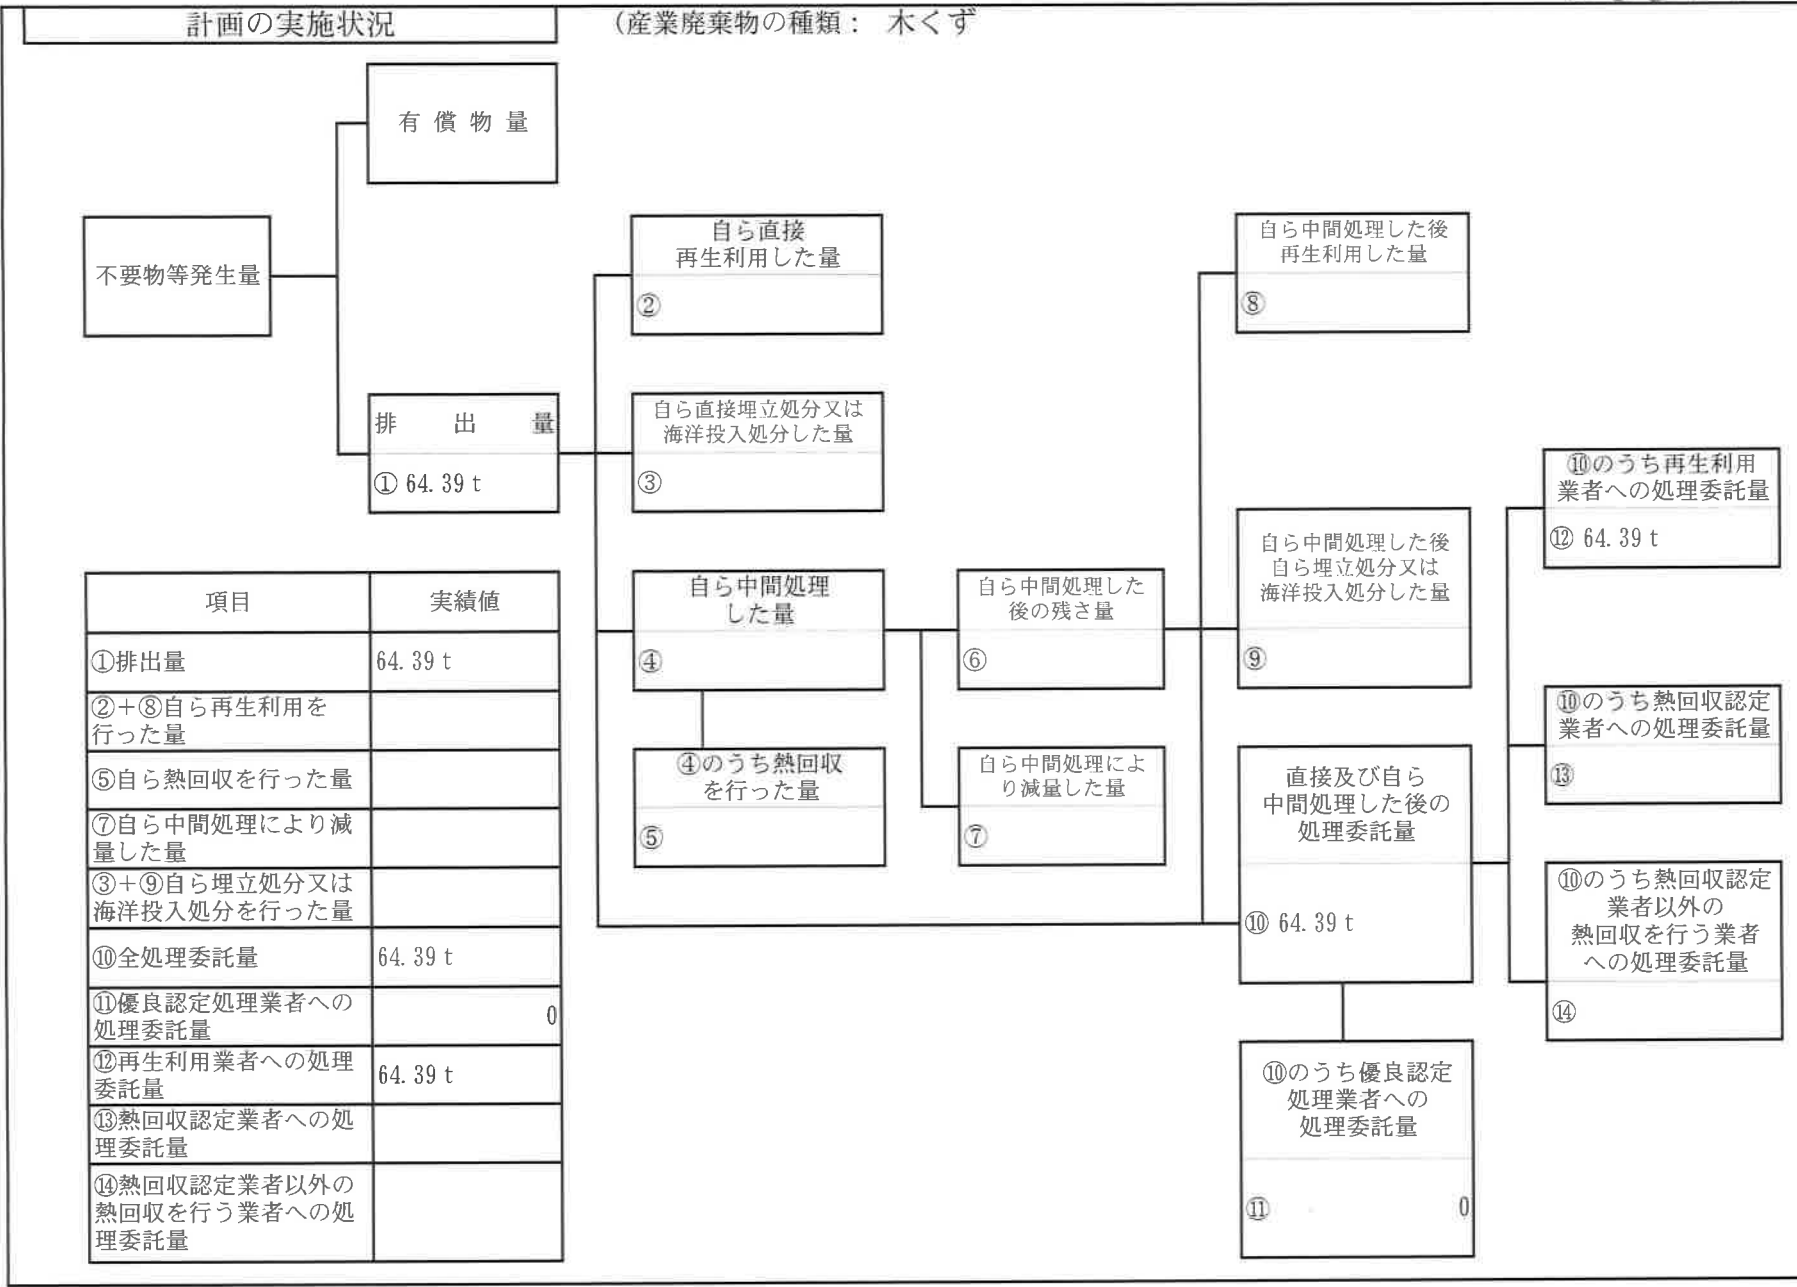 計画の実施状況
（産業廃棄物の種類： 木くず
有 償 物 量
不要物等発生量
排 出 量
① 64.39 t
自ら直接
再生利用した量
②
自ら直接埋立処分又は
海洋投入処分した量
③
自ら中間処理
した量
④
④のうち熱回収
を行った量
⑤
自ら中間処理した
後の残さ量
⑥
自ら中間処理によ
り減量した量
⑦
自ら中間処理した後
再生利用した量
⑧
自ら中間処理した後
自ら埋立処分又は
海洋投入処分した量
⑨
直接及び自ら
中間処理した後の
処理委託量
⑩ 64.39 t
⑩のうち優良認定
処理業者への
処理委託量
⑪ 0
⑩のうち再生利用
業者への処理委託量
⑫ 64.39 t
⑩のうち熱回収認定
業者への処理委託量
⑬
⑩のうち熱回収認定
業者以外の
熱回収を行う業者
への処理委託量
⑭
項目 実績値
①排出量 64.39 t
②＋⑧自ら再生利用を
行った量
⑤自ら熱回収を行った量
⑦自ら中間処理により減
量した量
③＋⑨自ら埋立処分又は
海洋投入処分を行った量
⑩全処理委託量 64.39 t
⑪優良認定処理業者への
処理委託量 0
⑫再生利用業者への処理
委託量 64.39 t
⑬熱回収認定業者への処
理委託量
⑭熱回収認定業者以外の
熱回収を行う業者への処
理委託量